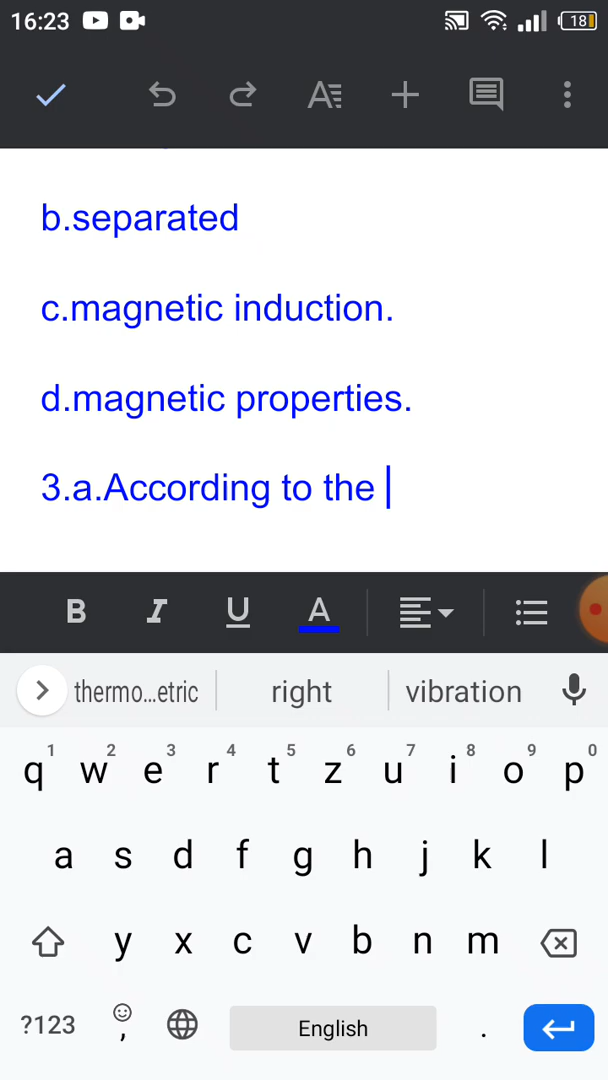 16:23 18
b.separated
c.magnetic induction.
d.magnetic properties.
3.a.According to the
B I U A
thermo...etric right vibration
1 2 3 4 5 6 7 8 9 0
q w e r t z u i o p
a s d f g h j k l
y x c v b n m
?123 , English .